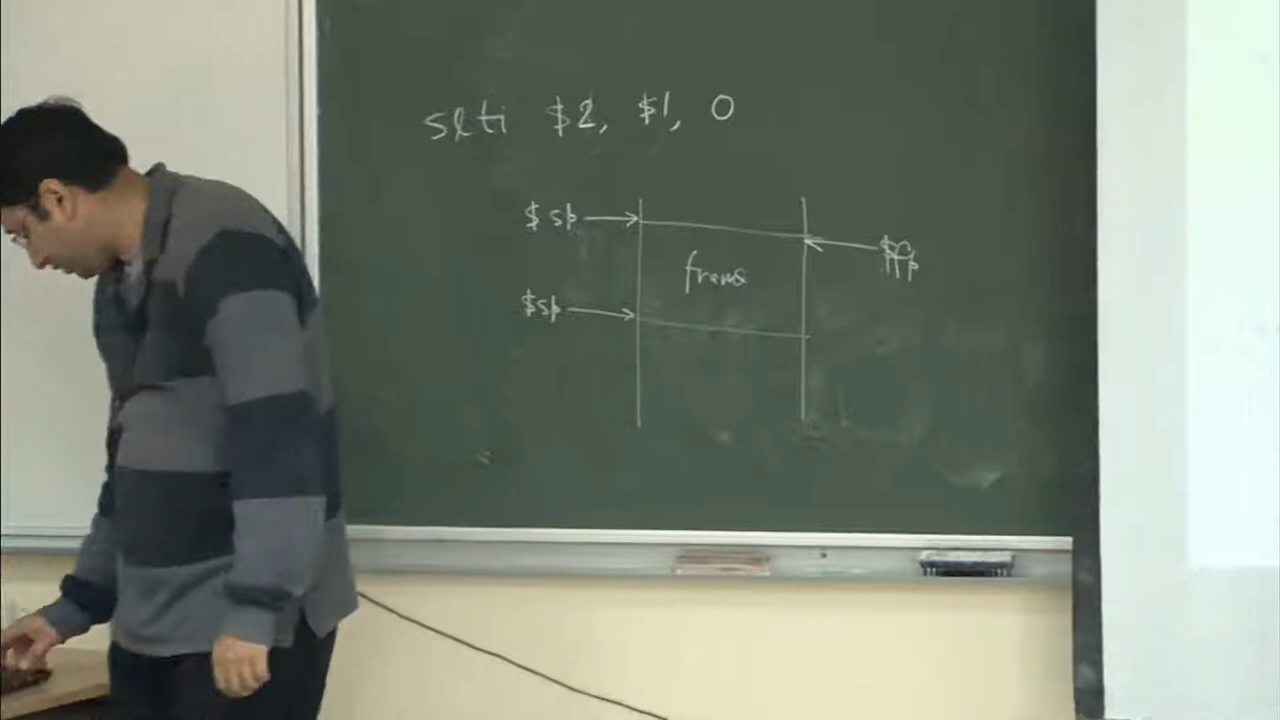 slti $2, $1, 0
$sp
$fp
frame
$sp